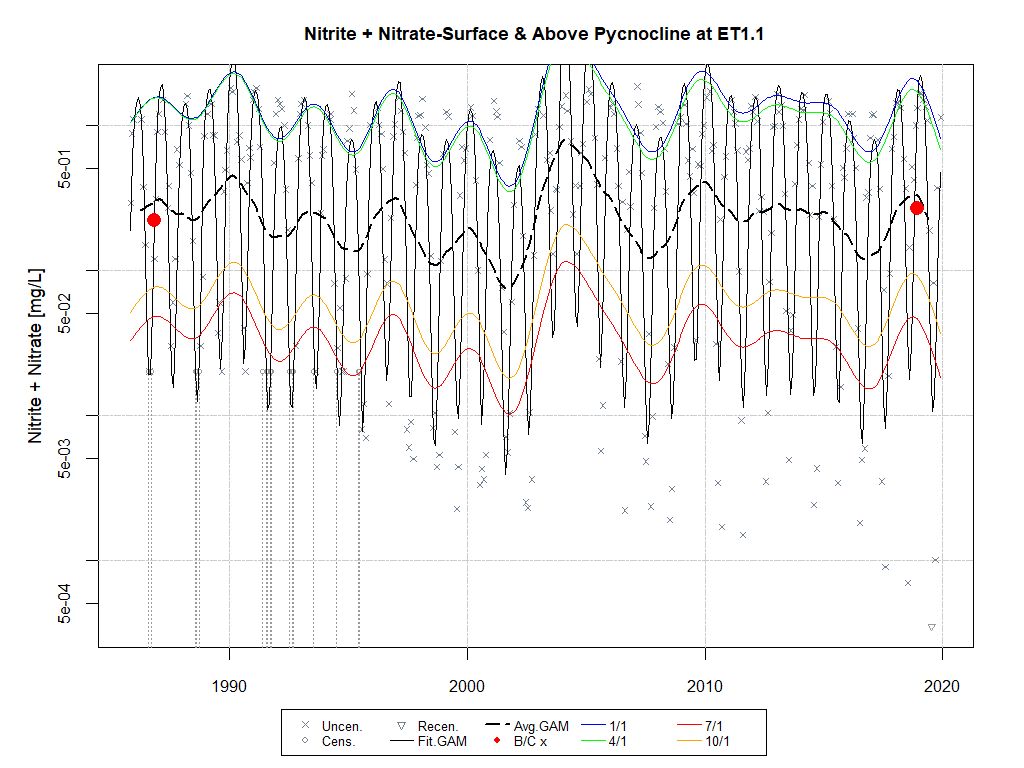 Nitrite + Nitrate-Surface & Above Pycnocline at ET1.1
Nitrite + Nitrate [mg/L]
5e-01
5e-02
5e-03
5e-04
1990 2000 2010 2020
Uncen. Recen. Avg.GAM 1/1 7/1
Cens. Fit.GAM B/C x 4/1 10/1